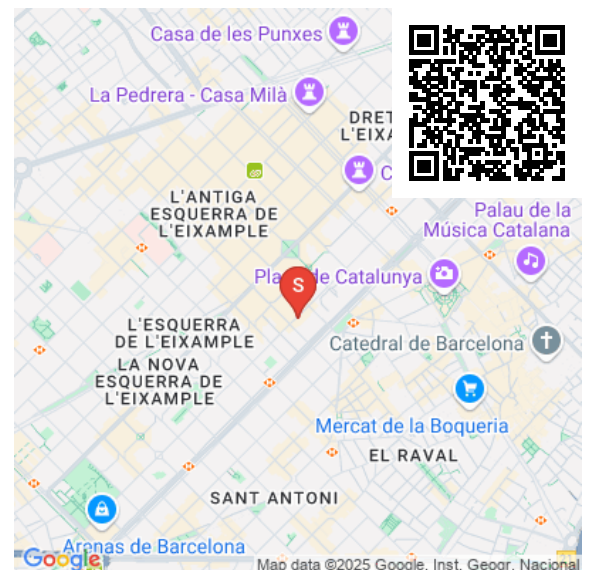 Casa de les Punxes
La Pedrera - Casa Milà
DRET
L'EIXA
C
L'ANTIGA
ESQUERRA DE
L'EIXAMPLE
Palau de la
Música Catalana
Pla de Catalunya
S
L'ESQUERRA
DE L'EIXAMPLE
Catedral de Barcelona
LA NOVA
ESQUERRA DE
L'EIXAMPLE
Mercat de la Boqueria
EL RAVAL
SANT ANTONI
Arenas de Barcelona
Google
Map data ©2025 Google, Inst. Geogr. Nacional